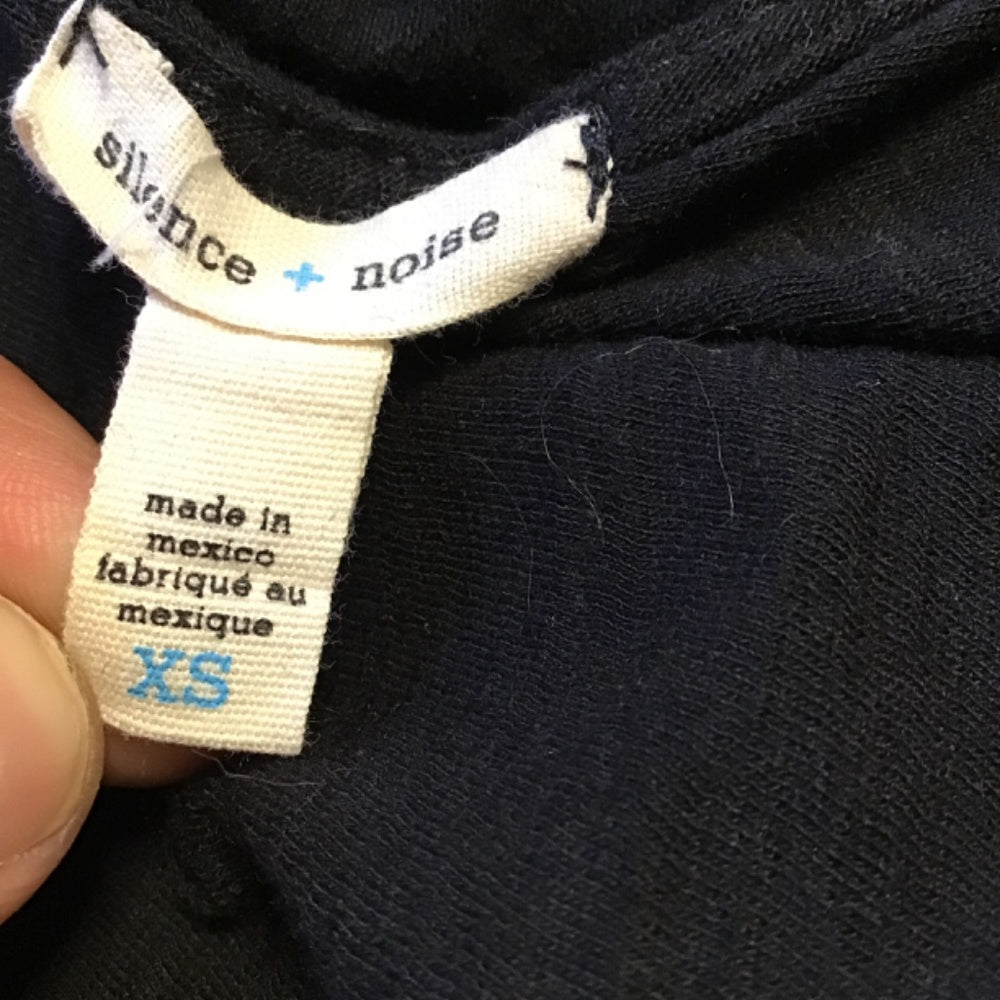 silence + noise
made in
mexico
fabriqué au
mexique
XS